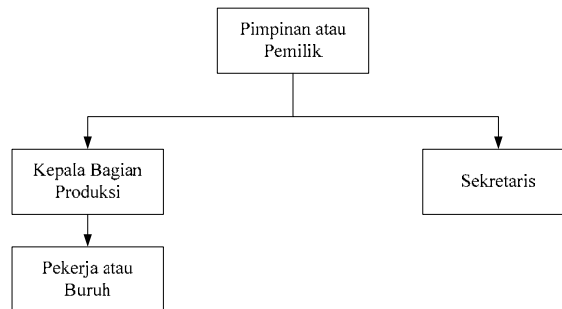 Pimpinan atau
Pemilik
Kepala Bagian
Produksi
Sekretaris
Pekerja atau
Buruh